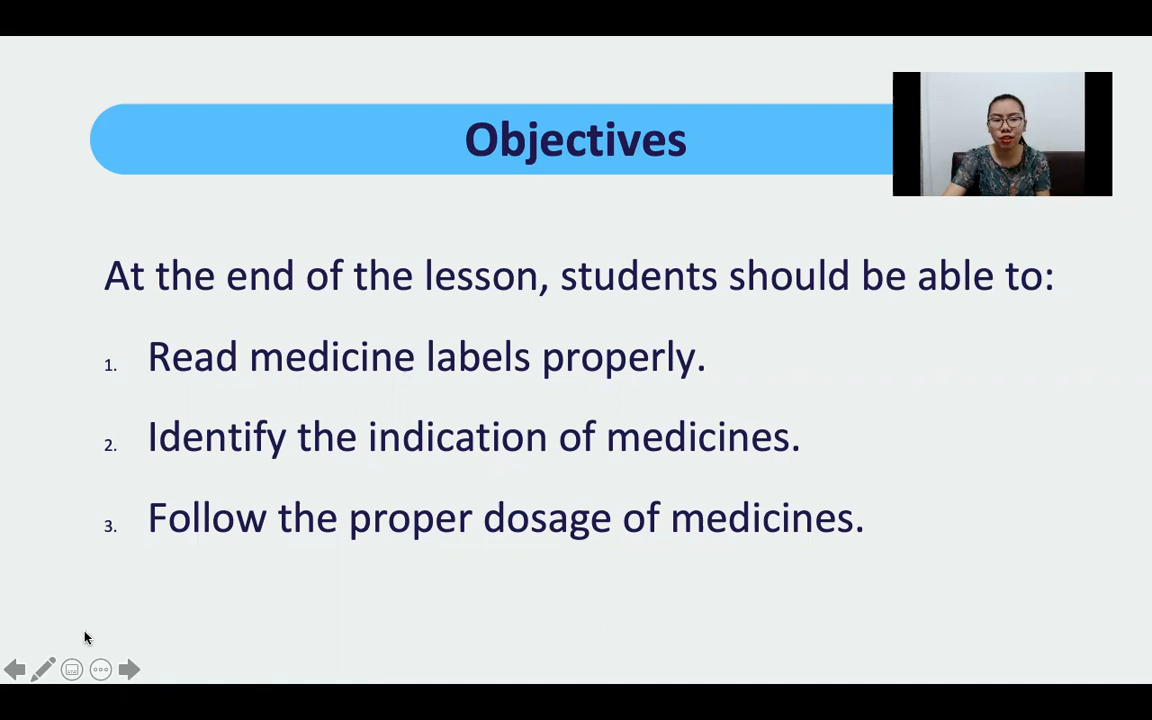 Objectives
At the end of the lesson, students should be able to:
1. Read medicine labels properly.
2. Identify the indication of medicines.
3. Follow the proper dosage of medicines.